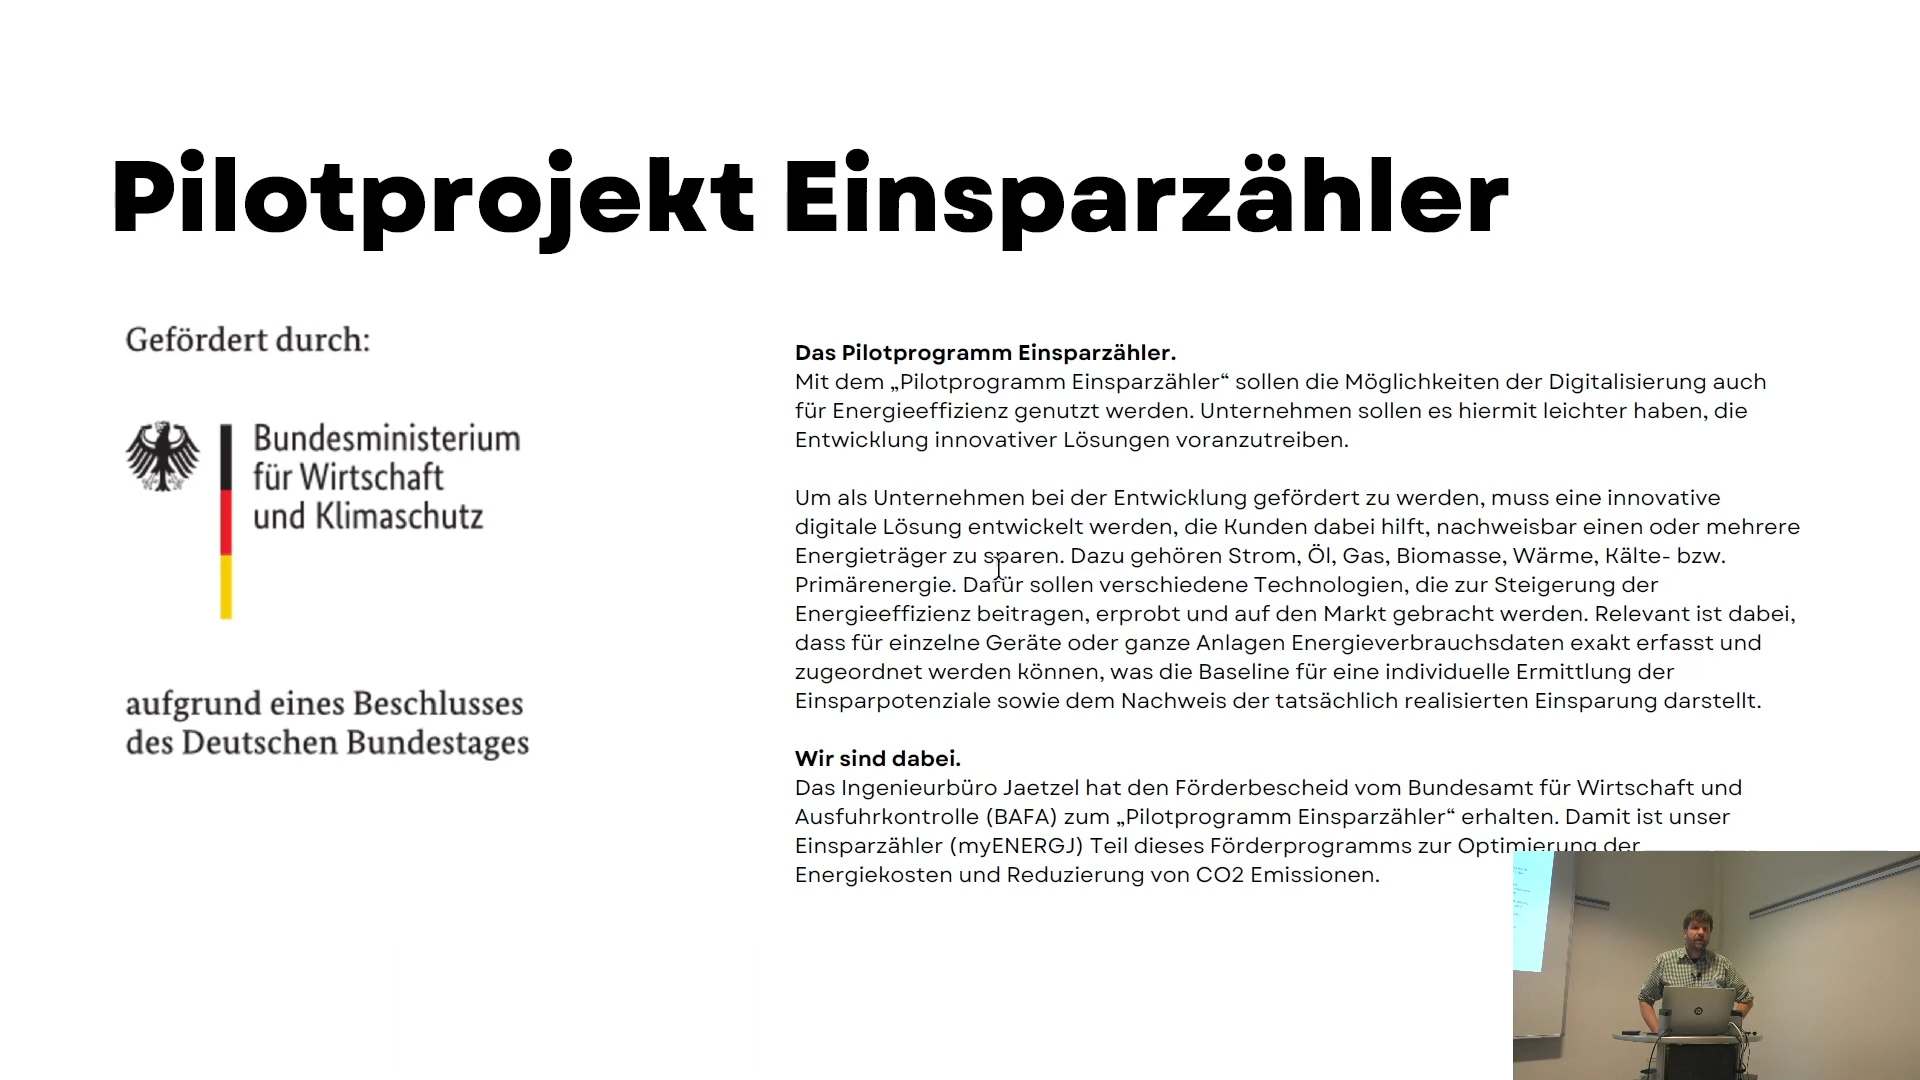 Pilotprojekt Einsparzähler
Gefördert durch:
Bundesministerium
für Wirtschaft
und Klimaschutz
aufgrund eines Beschlusses
des Deutschen Bundestages
Das Pilotprogramm Einsparzähler.
Mit dem „Pilotprogramm Einsparzähler“ sollen die Möglichkeiten der Digitalisierung auch
für Energieeffizienz genutzt werden. Unternehmen sollen es hiermit leichter haben, die
Entwicklung innovativer Lösungen voranzutreiben.
Um als Unternehmen bei der Entwicklung gefördert zu werden, muss eine innovative
digitale Lösung entwickelt werden, die Kunden dabei hilft, nachweisbar einen oder mehrere
Energieträger zu sparen. Dazu gehören Strom, Öl, Gas, Biomasse, Wärme, Kälte- bzw.
Primärenergie. Dafür sollen verschiedene Technologien, die zur Steigerung der
Energieeffizienz beitragen, erprobt und auf den Markt gebracht werden. Relevant ist dabei,
dass für einzelne Geräte oder ganze Anlagen Energieverbrauchsdaten exakt erfasst und
zugeordnet werden können, was die Baseline für eine individuelle Ermittlung der
Einsparpotenziale sowie dem Nachweis der tatsächlich realisierten Einsparung darstellt.
Wir sind dabei.
Das Ingenieurbüro Jaetzel hat den Förderbescheid vom Bundesamt für Wirtschaft und
Ausfuhrkontrolle (BAFA) zum „Pilotprogramm Einsparzähler“ erhalten. Damit ist unser
Einsparzähler (myENERGJ) Teil dieses Förderprogramms zur Optimierung der
Energiekosten und Reduzierung von CO2 Emissionen.